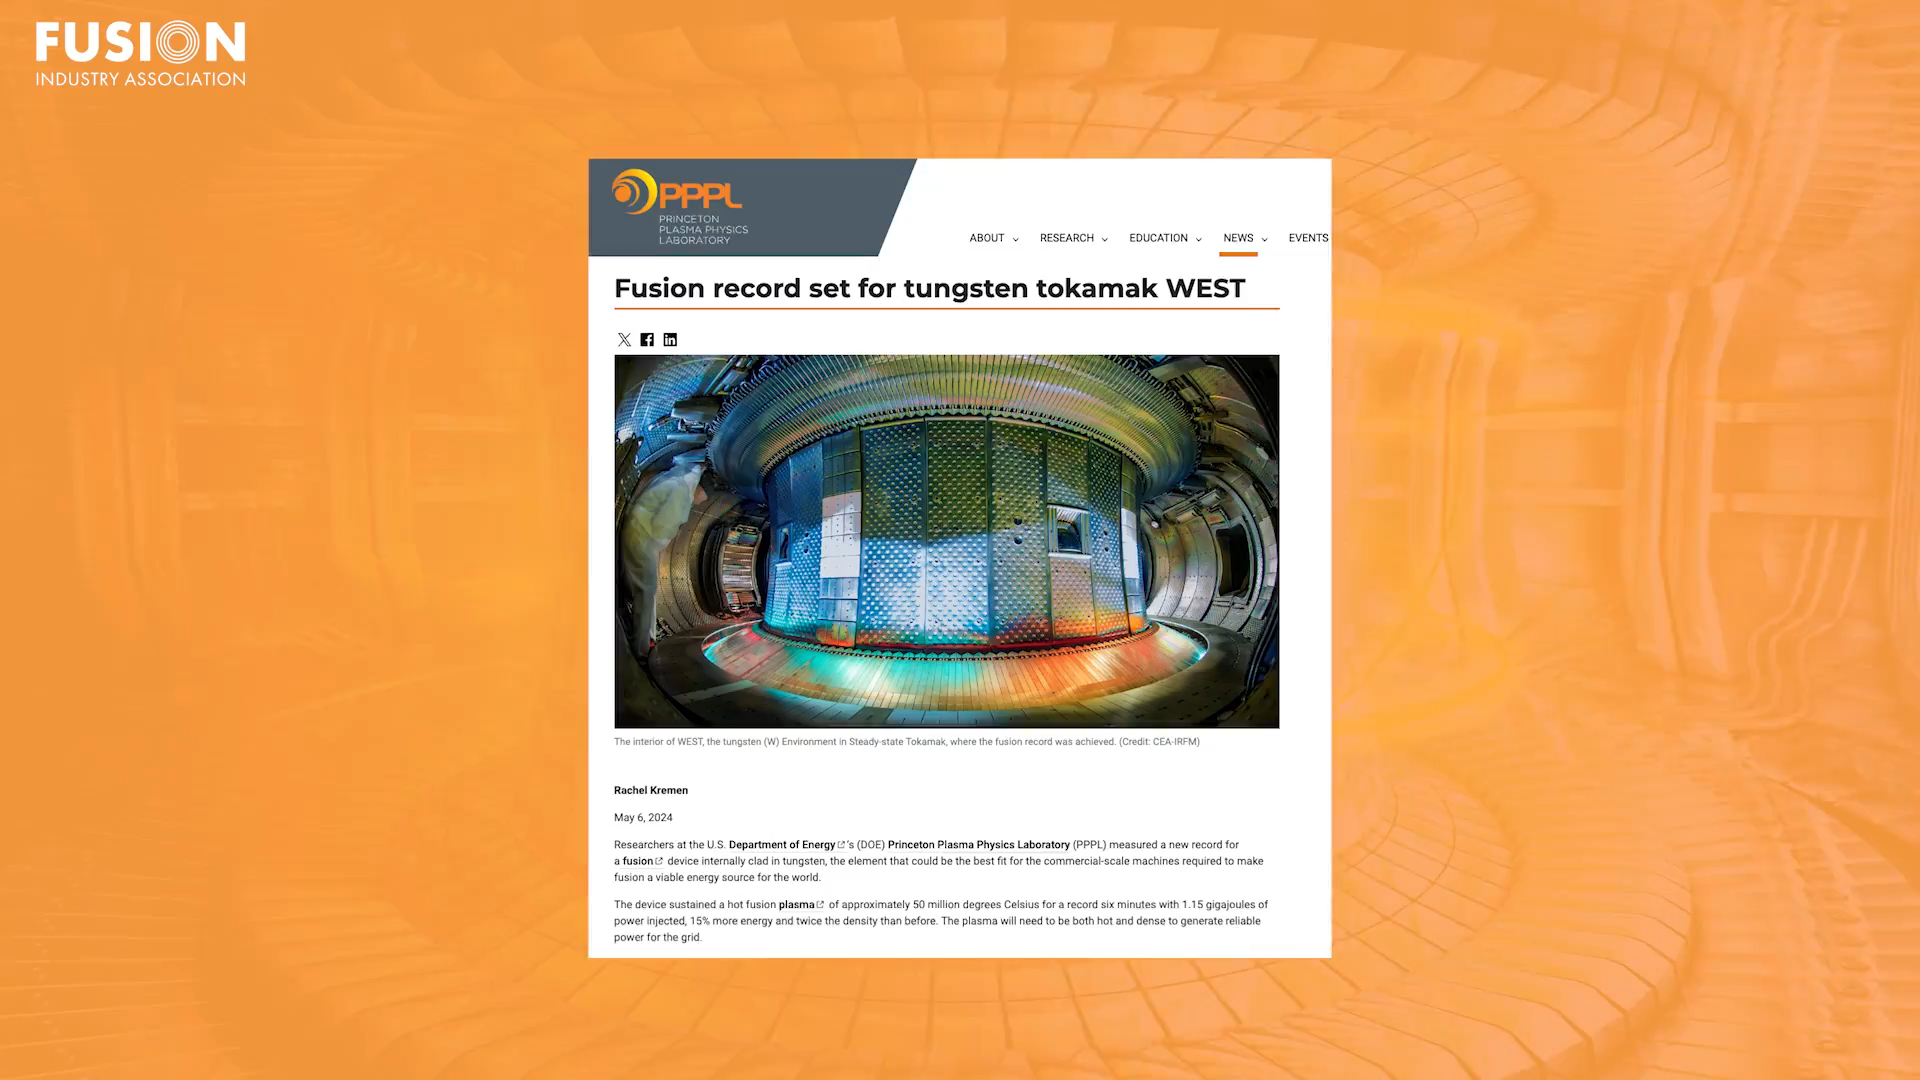 FUSION
INDUSTRY ASSOCIATION
PPPL
PRINCETON
PLASMA PHYSICS
LABORATORY
ABOUT RESEARCH EDUCATION NEWS EVENTS
Fusion record set for tungsten tokamak WEST
The interior of WEST, the tungsten (W) Environment in Steady-state Tokamak, where the fusion record was achieved. (Credit: CEA-IRFM)
Rachel Kremen
May 6, 2024
Researchers at the U.S. Department of Energy's (DOE) Princeton Plasma Physics Laboratory (PPPL) measured a new record for
a fusion device internally clad in tungsten, the element that could be the best fit for the commercial-scale machines required to make
fusion a viable energy source for the world.
The device sustained a hot fusion plasma of approximately 50 million degrees Celsius for a record six minutes with 1.15 gigajoules of
power injected, 15% more energy and twice the density than before. The plasma will need to be both hot and dense to generate reliable
power for the grid.